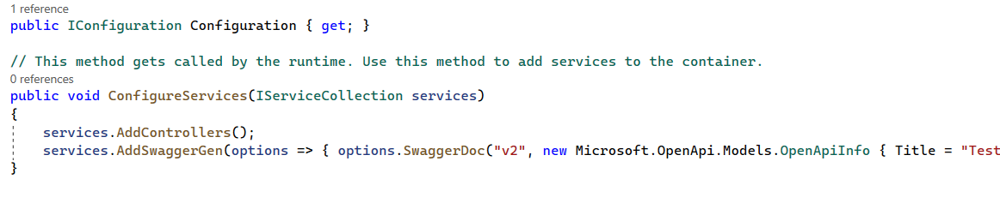 1 reference
public IConfiguration Configuration { get; }
// This method gets called by the runtime. Use this method to add services to the container.
0 references
public void ConfigureServices(IServiceCollection services)
{
services.AddControllers();
services.AddSwaggerGen(options => { options.SwaggerDoc("v2", new Microsoft.OpenApi.Models.OpenApiInfo { Title = "Test
}